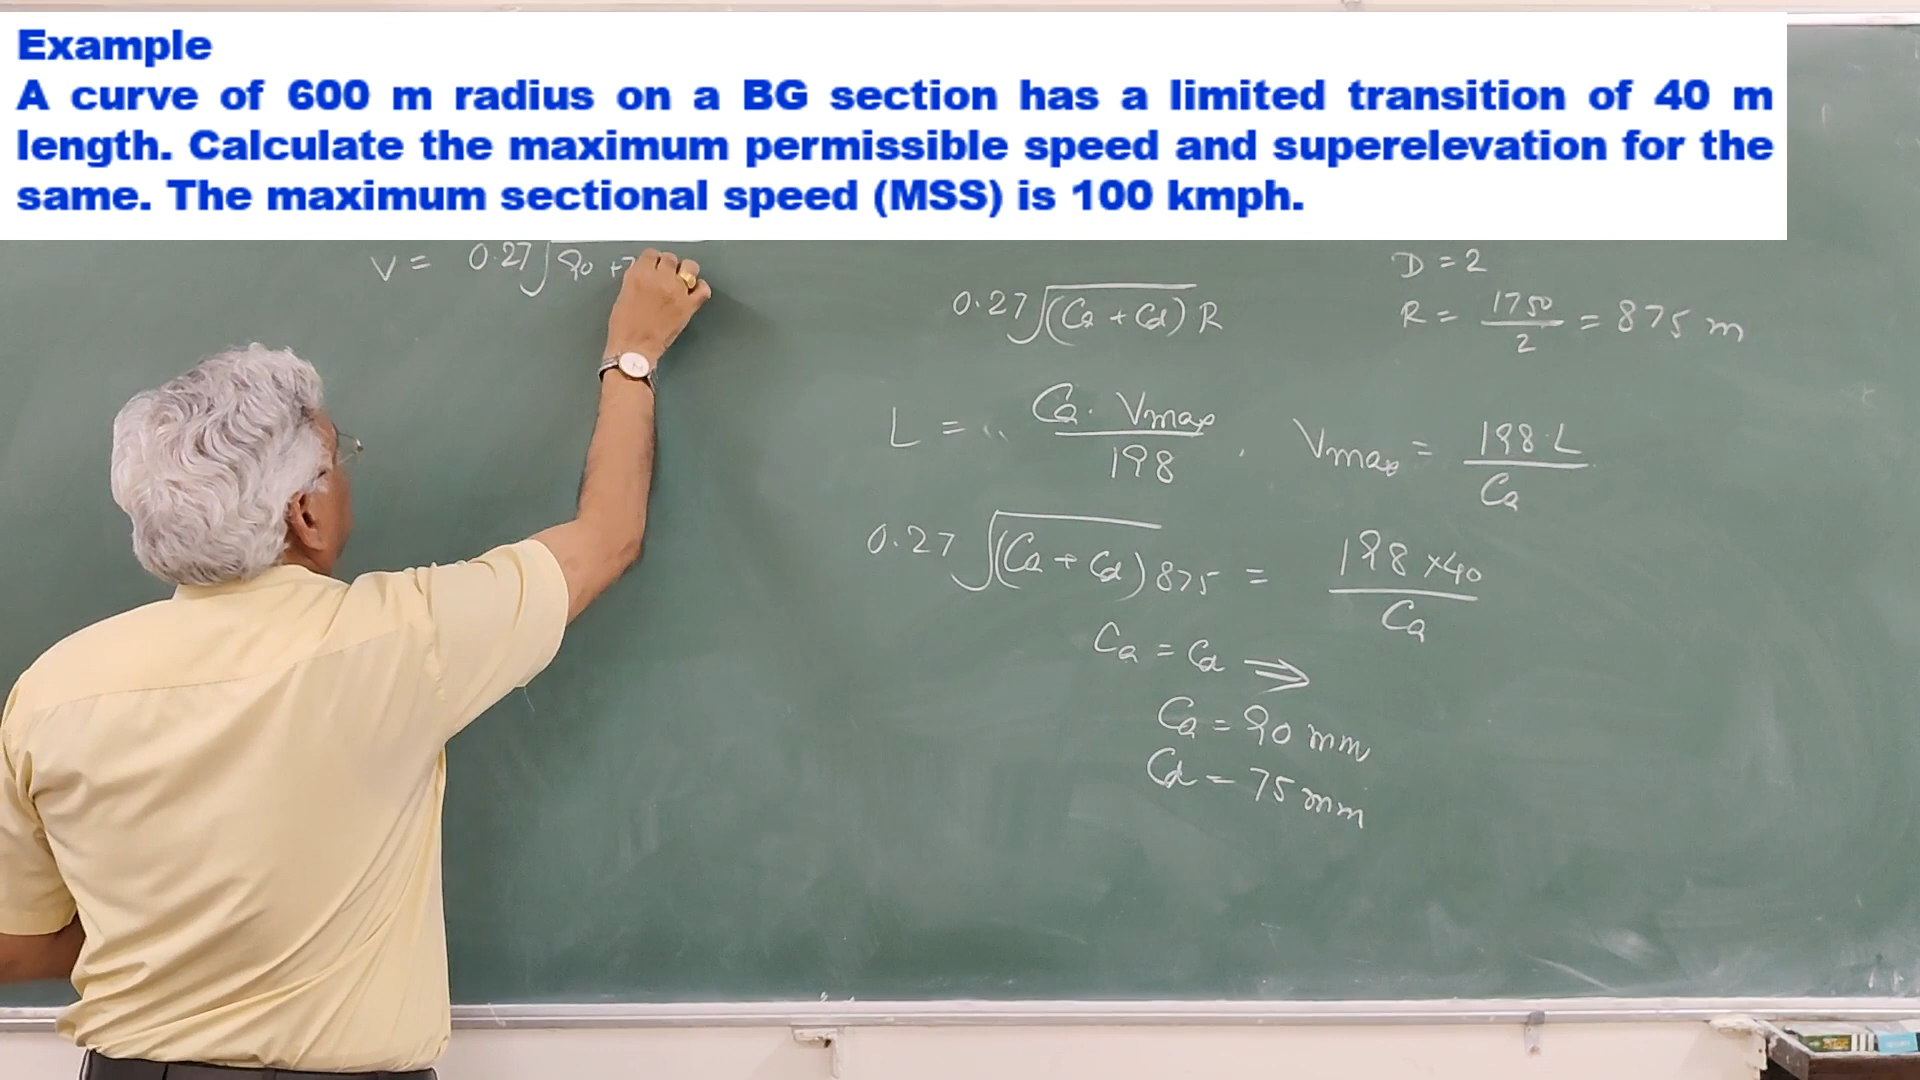 Example
A curve of 600 m radius on a BG section has a limited transition of 40 m
length. Calculate the maximum permissible speed and superelevation for the
same. The maximum sectional speed (MSS) is 100 kmph.
V = 0.27√90 +7
0.27√(Ca + Cd) R
D = 2
R = 1750/2 = 875 m
L = Ca. Vmax/198, Vmax = 198.L/Ca
0.27√(Ca + Cd) 875 = 198 x 40/Ca
Ca = Cd ⇒
Ca = 90 mm
Cd = 75 mm